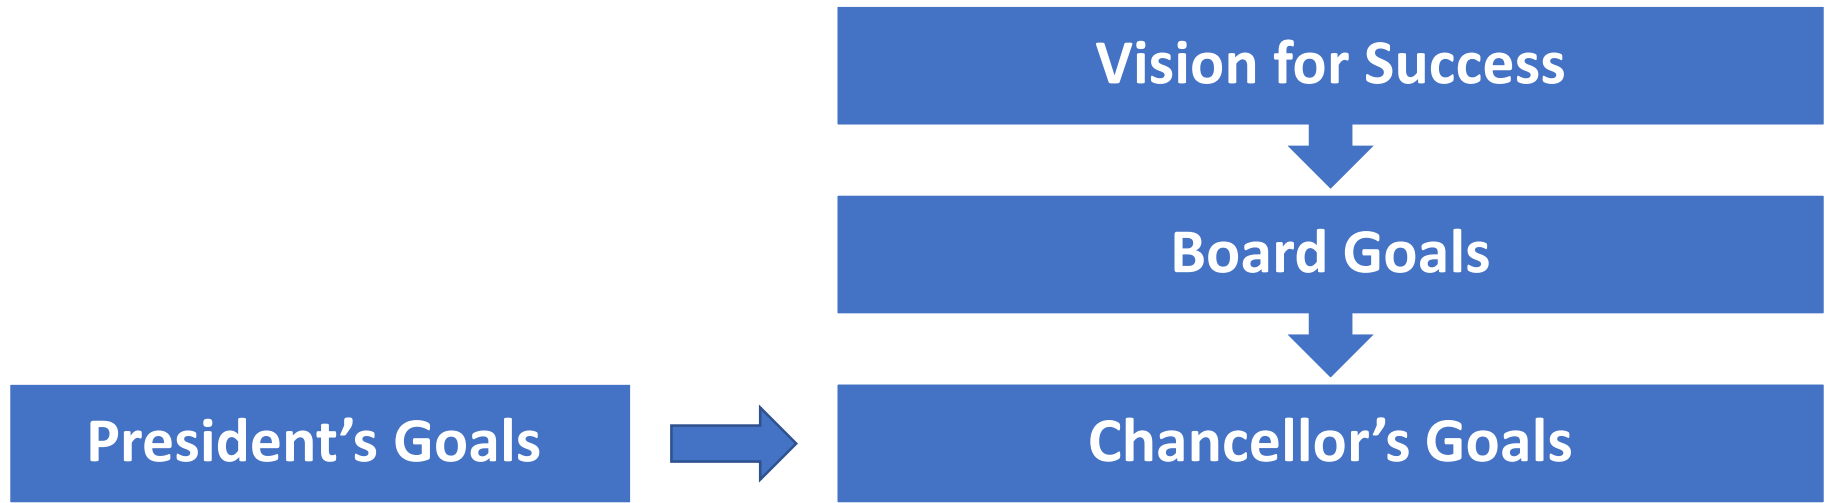 Vision for Success
Board Goals
President’s Goals
Chancellor’s Goals